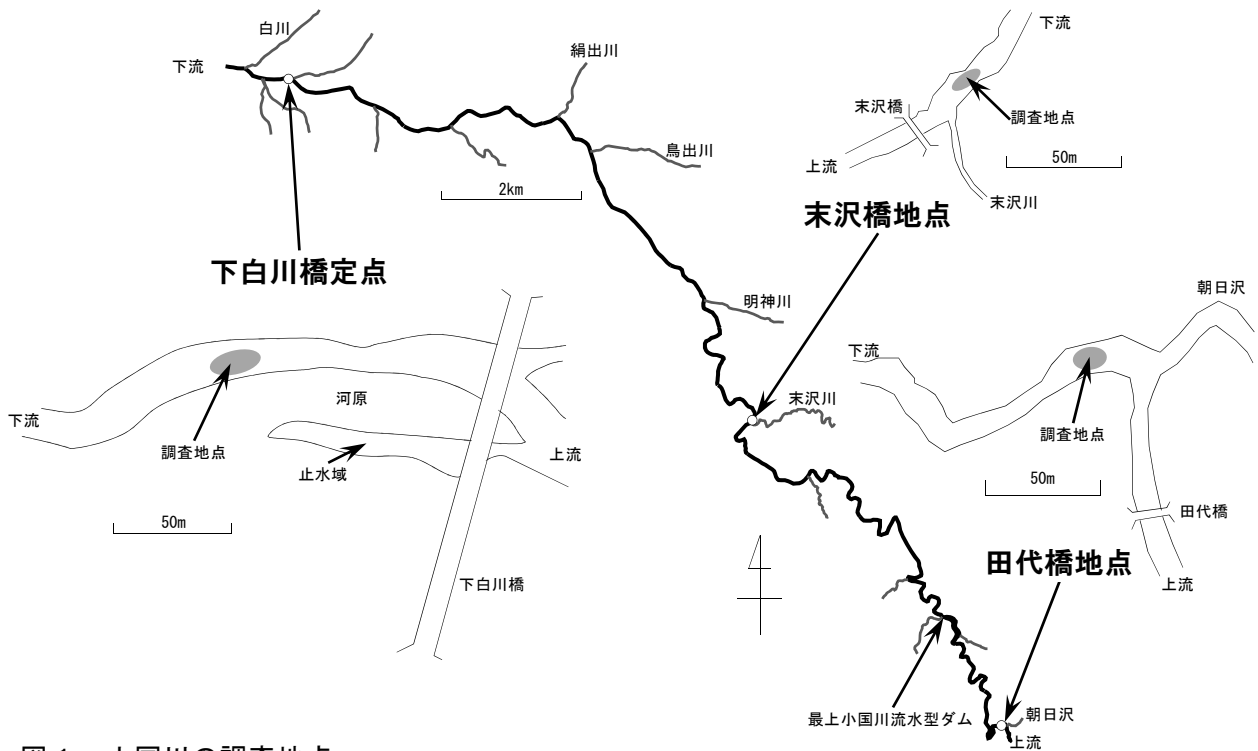 白川
下流
絹出川
鳥出川
2km
下白川橋定点
末沢橋地点
明神川
末沢川
田代橋地点
最上小国川流水型ダム
朝日沢
上流
下流
末沢橋
調査地点
上流
50m
末沢川
河原
下流
調査地点
止水域
上流
50m
下白川橋
朝日沢
下流
調査地点
50m
田代橋
上流